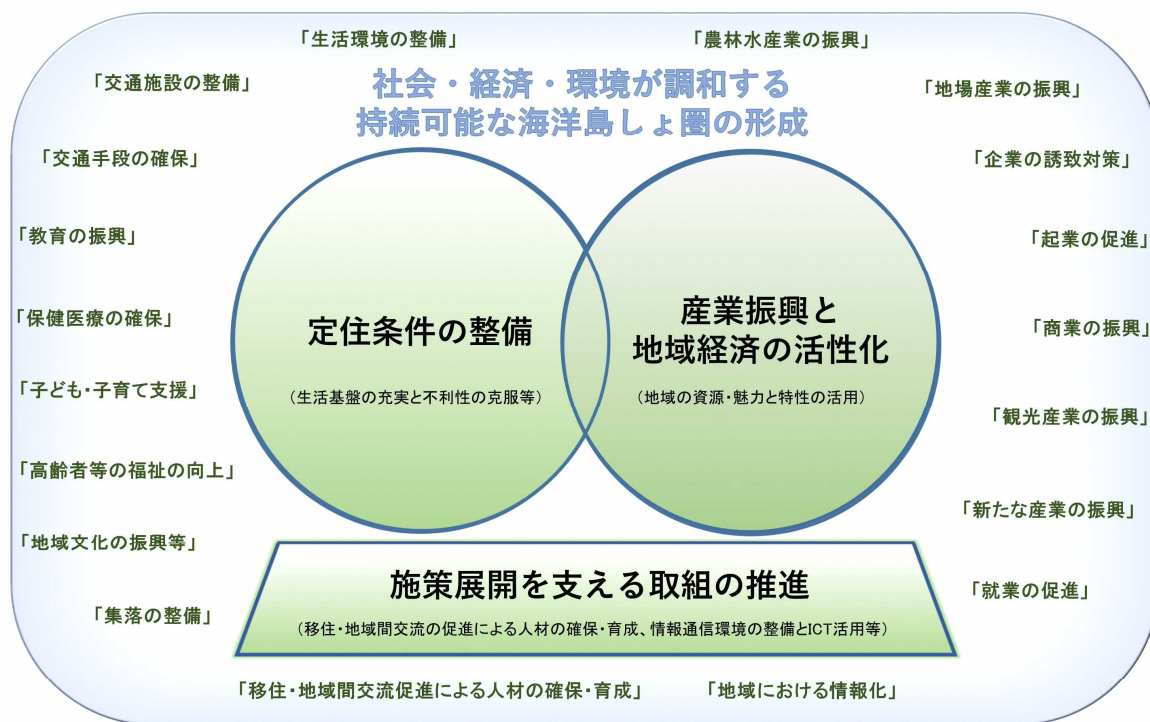 「生活環境の整備」
「農林水産業の振興」
「交通施設の整備」
社会・経済・環境が調和する
持続可能な海洋島しょ圏の形成
「地場産業の振興」
「交通手段の確保」
「企業の誘致対策」
「教育の振興」
「起業の促進」
「保健医療の確保」
定住条件の整備
(生活基盤の充実と不利性の克服等)
産業振興と
地域経済の活性化
(地域の資源・魅力と特性の活用)
「商業の振興」
「子ども・子育て支援」
「観光産業の振興」
「高齢者等の福祉の向上」
「新たな産業の振興」
「地域文化の振興等」
「就業の促進」
「集落の整備」
施策展開を支える取組の推進
(移住・地域間交流の促進による人材の確保・育成、情報通信環境の整備とICT活用等)
「移住・地域間交流促進による人材の確保・育成」
「地域における情報化」